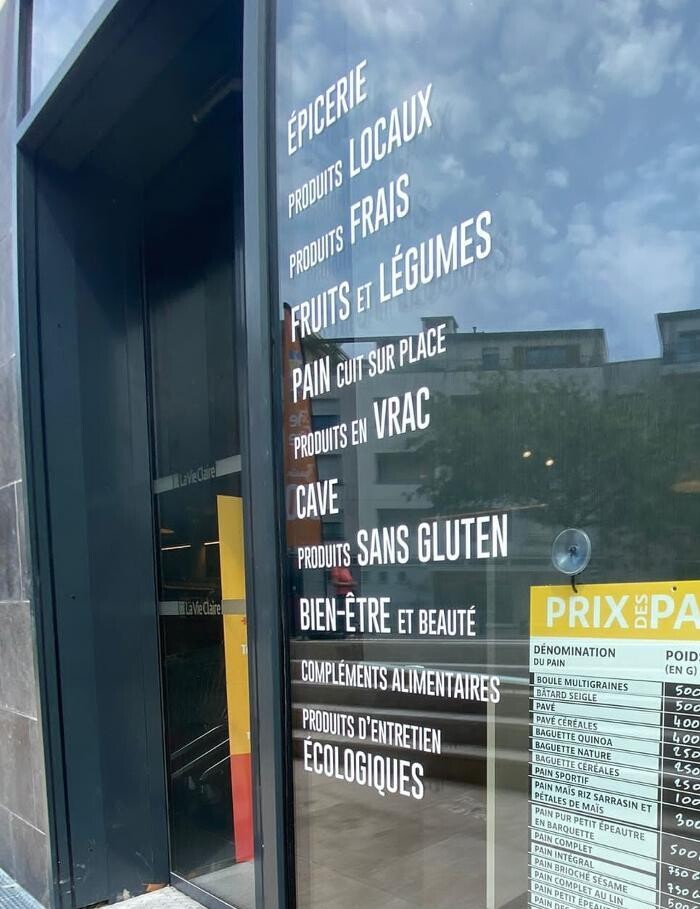 ÉPICERIE
PRODUITS LOCAUX
PRODUITS FRAIS
FRUITS ET LÉGUMES
PAIN CUIT SUR PLACE
PRODUITS EN VRAC
CAVE
PRODUITS SANS GLUTEN
BIEN-ÊTRE ET BEAUTÉ
COMPLÉMENTS ALIMENTAIRES
PRODUITS D'ENTRETIEN
ÉCOLOGIQUES
La Vie Claire
La Vie Claire
PRIX DES PA
DÉNOMINATION POIDS
DU PAIN (EN G)
BOULE MULTIGRAINES 500
BÂTARD SEIGLE 500
PAVÉ 400
PAVÉ CÉRÉALES 400
BAGUETTE QUINOA 250
BAGUETTE NATURE 250
BAGUETTE CÉRÉALES 250
PAIN SPORTIF
PAIN MAÏS RIZ SARRASIN ET
PÉTALES DE MAÏS 300
PAIN PUR PETIT ÉPEAUTRE
EN BARQUETTE 500
PAIN COMPLET
PAIN INTÉGRAL 750
PAIN BRIOCHÉ SÉSAME
PAIN COMPLET AU LIN
PAIN PETIT ÉPEAUTRE